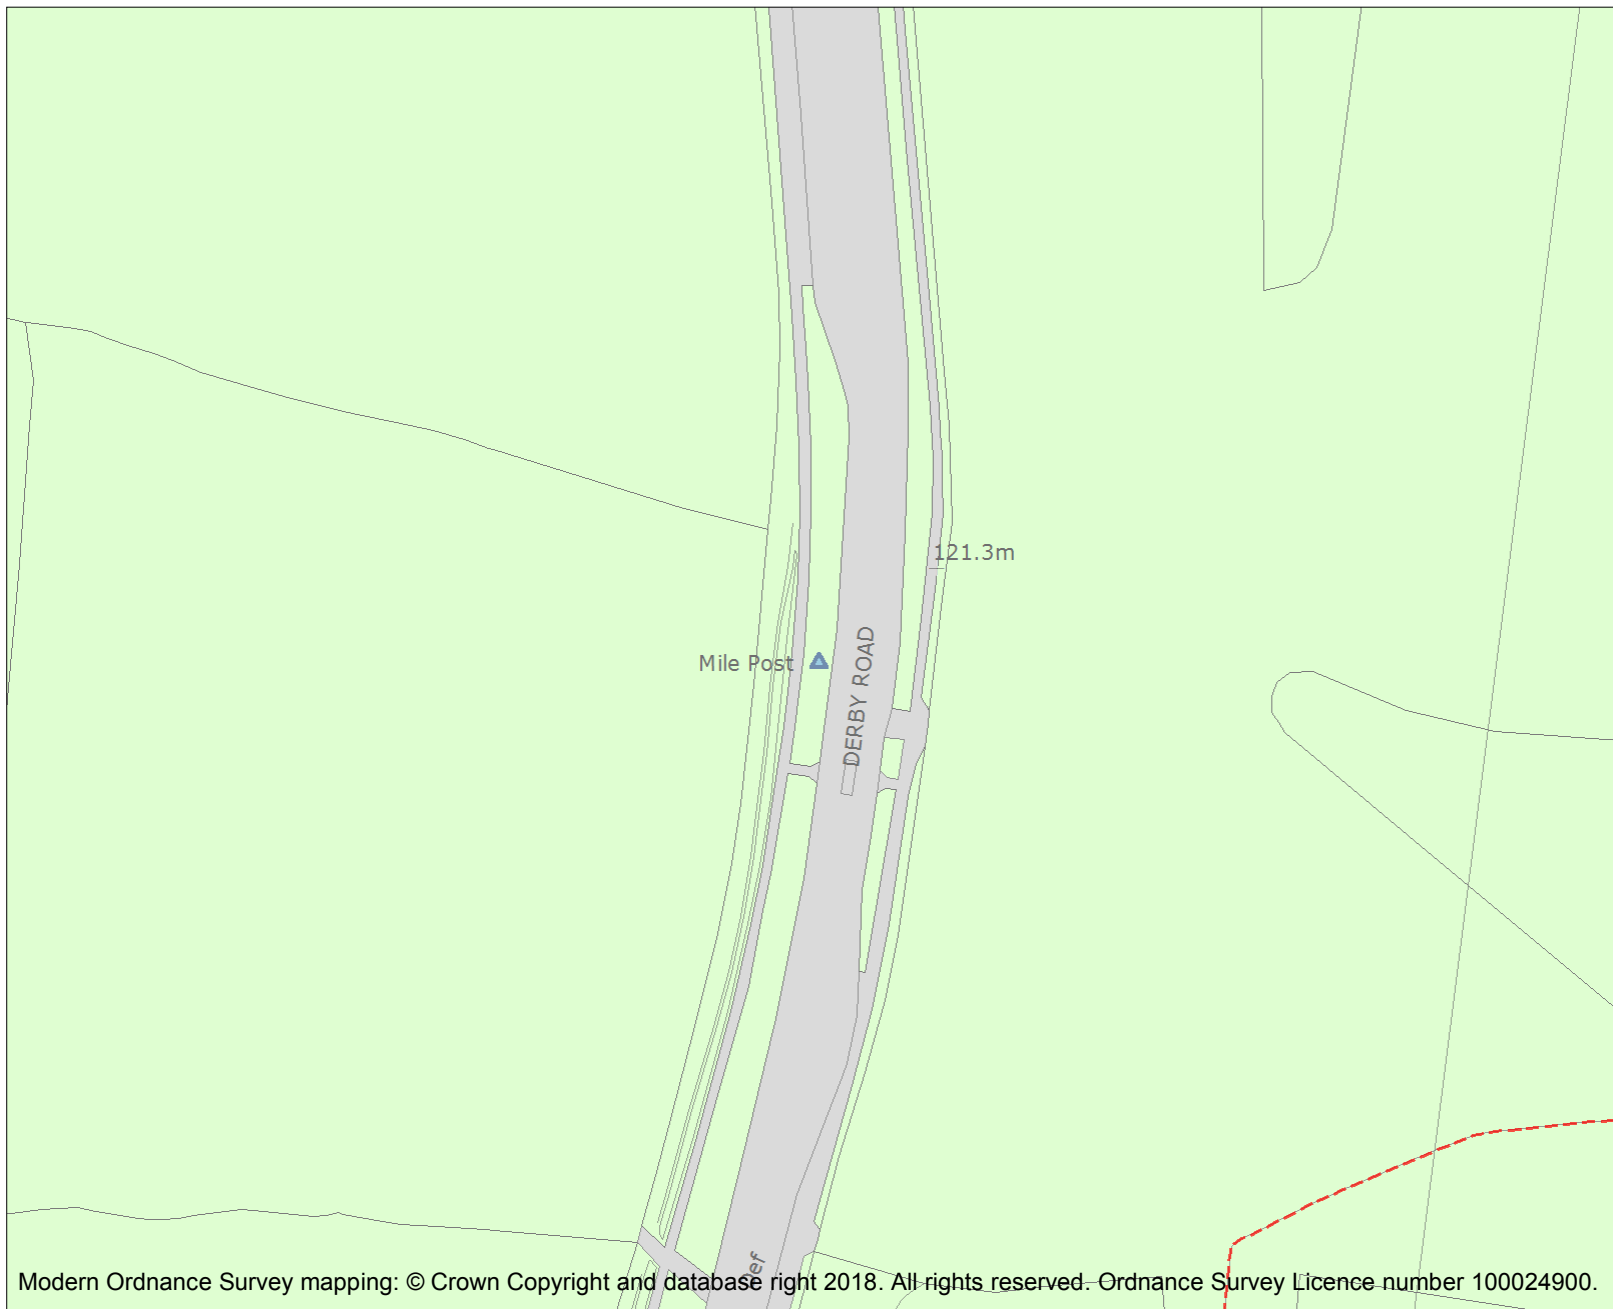 121.3m
Mile Post
DERBY ROAD
Def
Modern Ordnance Survey mapping: © Crown Copyright and database right 2018. All rights reserved. Ordnance Survey Licence number 100024900.